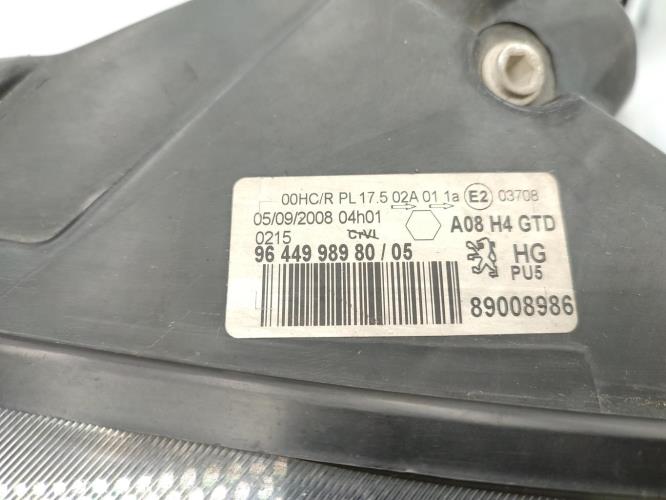 00HC/R PL 17.5 02A 01 1a E2 03708
05/09/2008 04h01
A08 H4 GTD
0215
96 449 989 80 / 05
HG
PU5
89008986